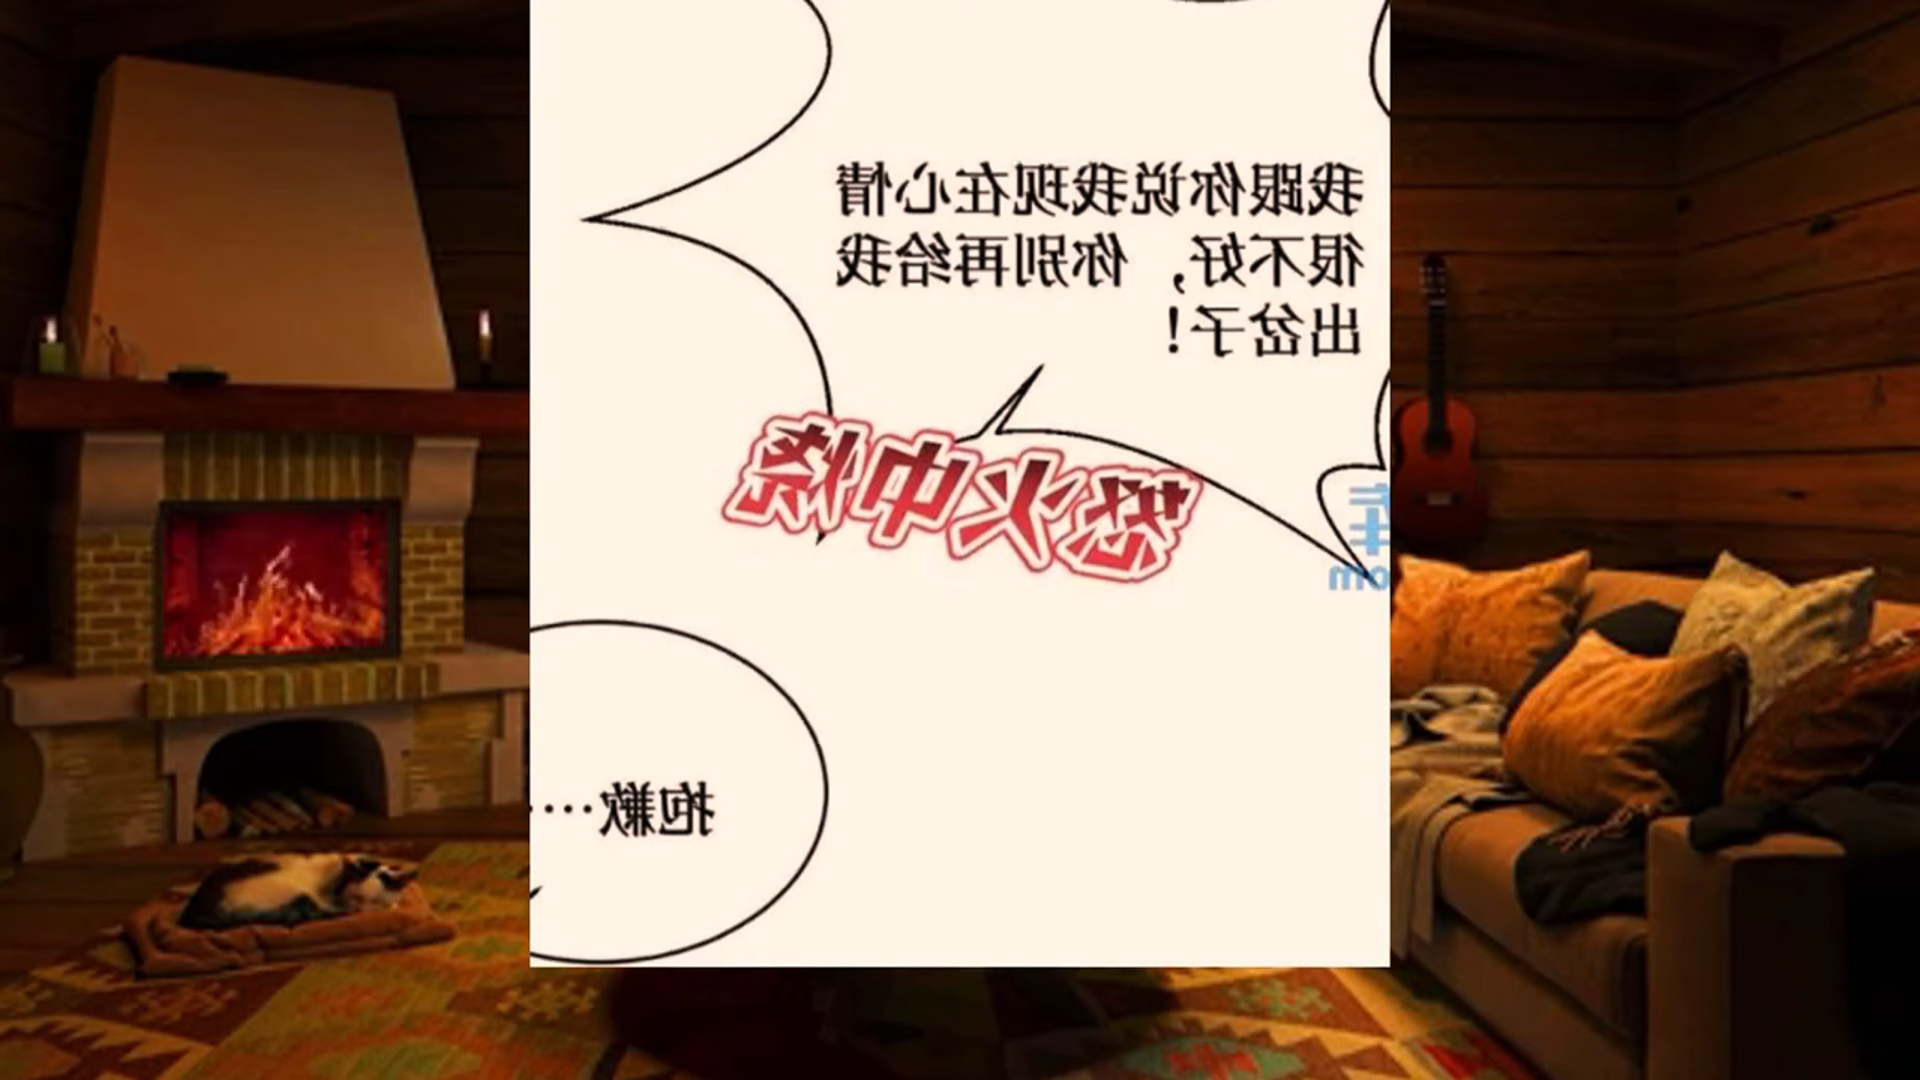 我跟你说我现在心情
很不好，你别再给我
出岔子！
怒火中烧
抱歉……
om